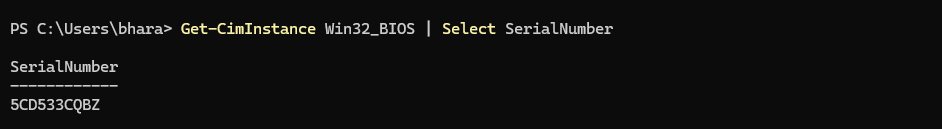 PS C:\Users\bhara> Get-CimInstance Win32_BIOS | Select SerialNumber
SerialNumber
------------
5CD533CQBZ